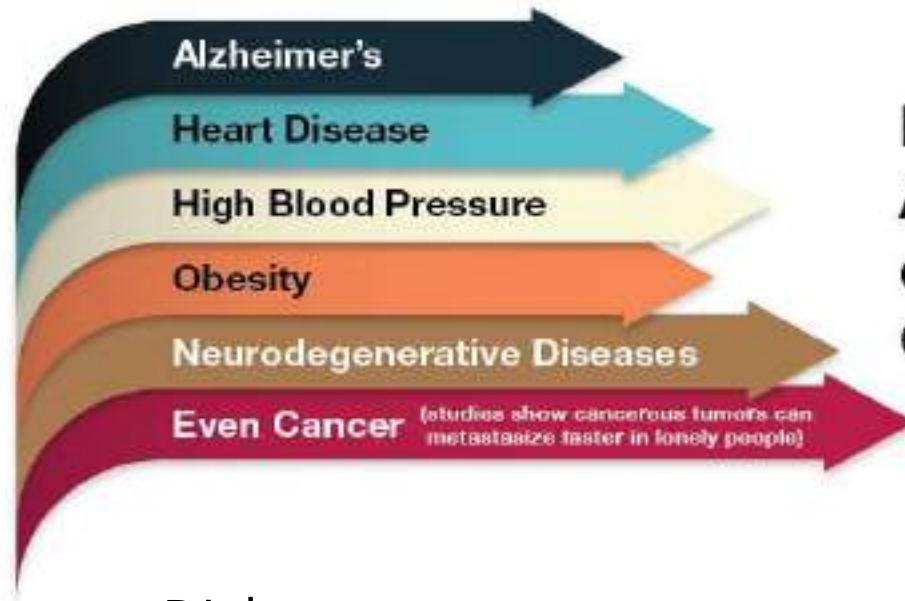 Alzheimer's
Heart Disease
High Blood Pressure
Obesity
Neurodegenerative Diseases
Even Cancer (studies show cancerous tumors can
metastasize faster in lonely people)